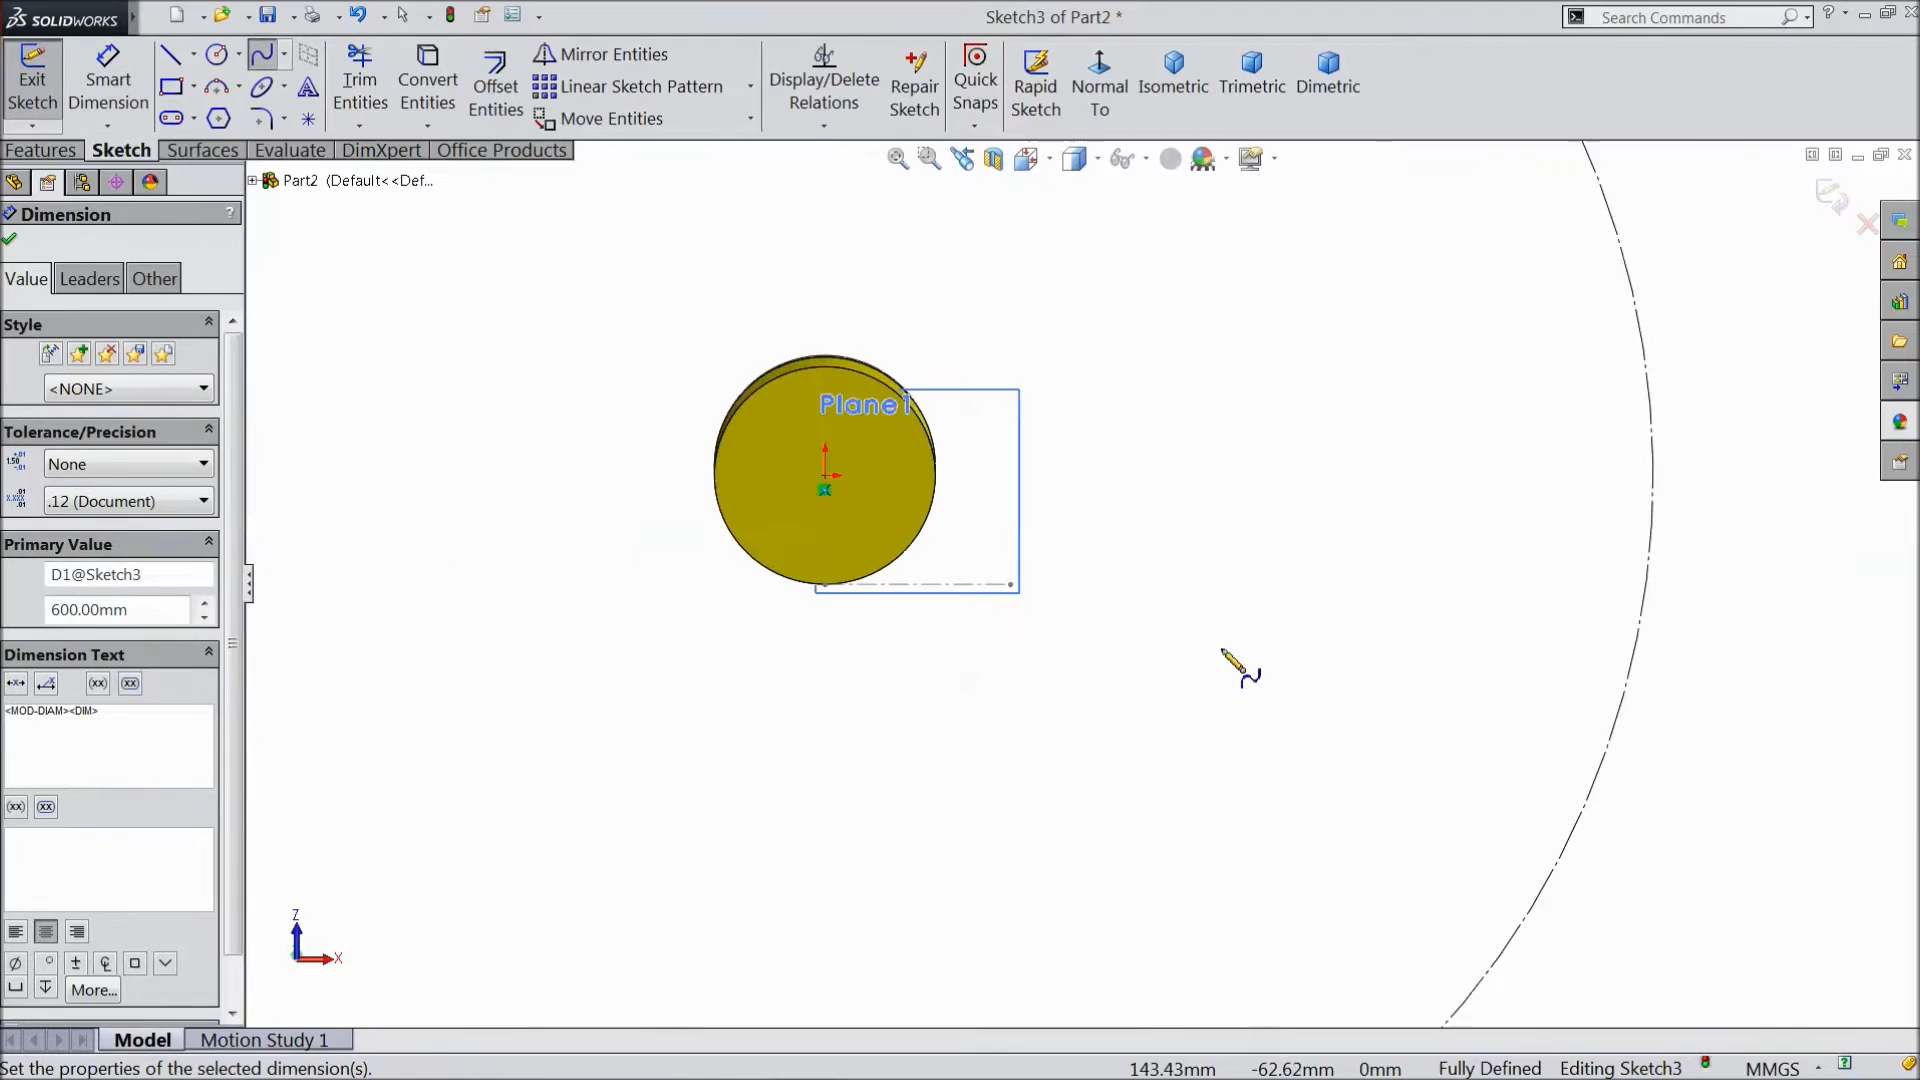 SOLIDWORKS
Sketch3 of Part2 *
Search Commands
Exit Sketch
Smart Dimension
Trim Entities
Convert Entities
Offset Entities
Mirror Entities
Linear Sketch Pattern
Move Entities
Display/Delete Relations
Repair Sketch
Quick Snaps
Rapid Sketch
Normal To
Isometric
Trimetric
Dimetric
Features
Sketch
Surfaces
Evaluate
DimXpert
Office Products
Part2 (Default<<Def...
Dimension
?
Value
Leaders
Other
Style
<NONE>
Tolerance/Precision
None
.12 (Document)
Primary Value
D1@Sketch3
600.00mm
Dimension Text
(xx)
(xx)
<MOD-DIAM><DIM>
(xx)
(xx)
More...
Plane1
Z
X
Model
Motion Study 1
Set the properties of the selected dimension(s).
143.43mm
-62.62mm
0mm
Fully Defined
Editing Sketch3
MMGS